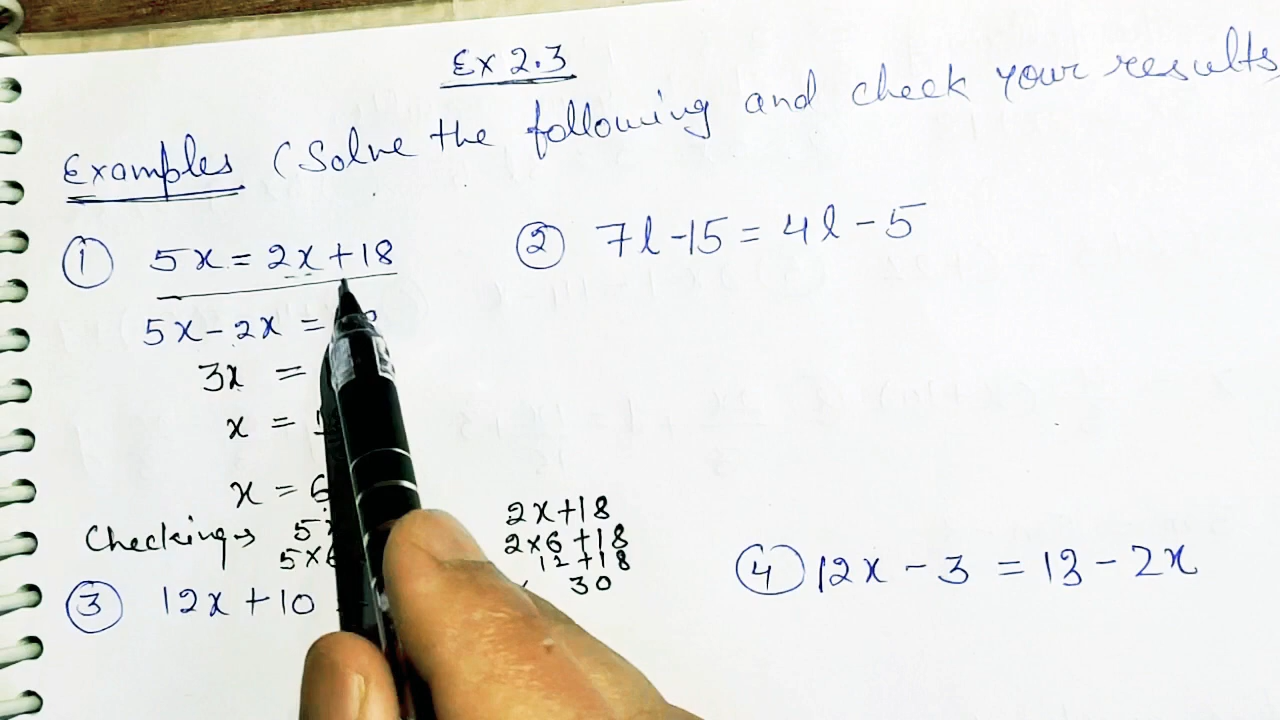 Ex 2.3
Examples (Solve the following and check your results
① 5x = 2x+18
② 7l-15 = 4l-5
5x-2x =
3x =
x =
x = 6
Checking→
2x+18
5×6
2×6+18
12+18
30
③ 12x+10
④ 12x-3 = 13-2x